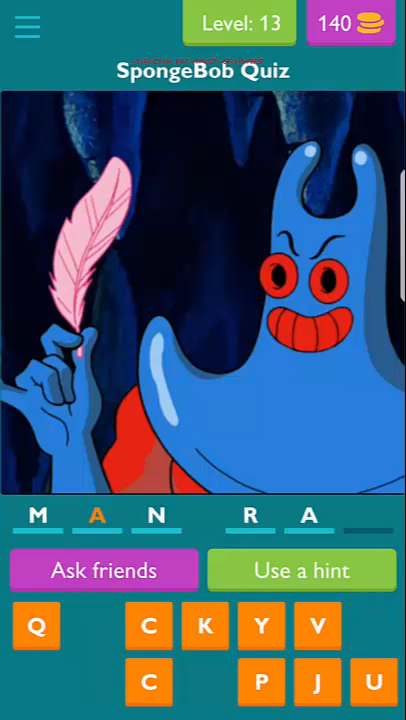 Level: 13
140
SpongeBob Quiz
M A N R A
Ask friends
Use a hint
Q C K Y V
C P J U